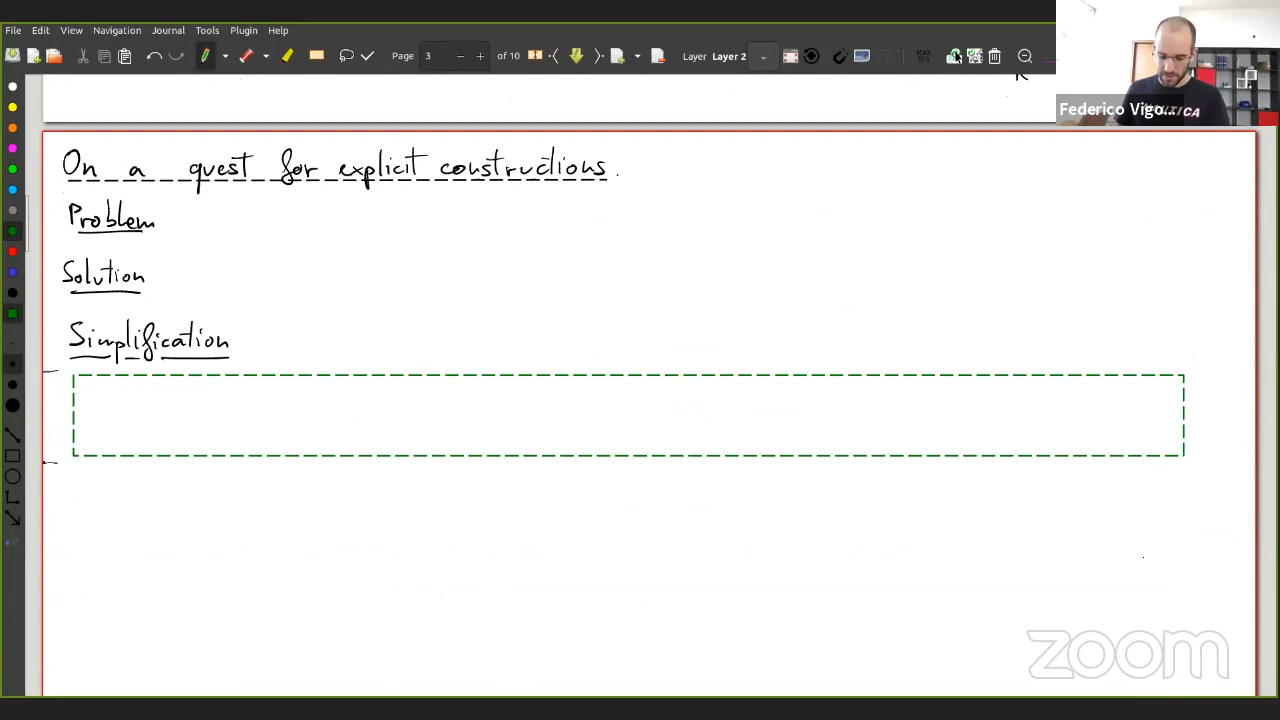 File Edit View Navigation Journal Tools Plugin Help
Page 3 of 10 Layer Layer 2
Federico Vigo...
On a quest for explicit constructions.
Problem
Solution
Simplification
zoom